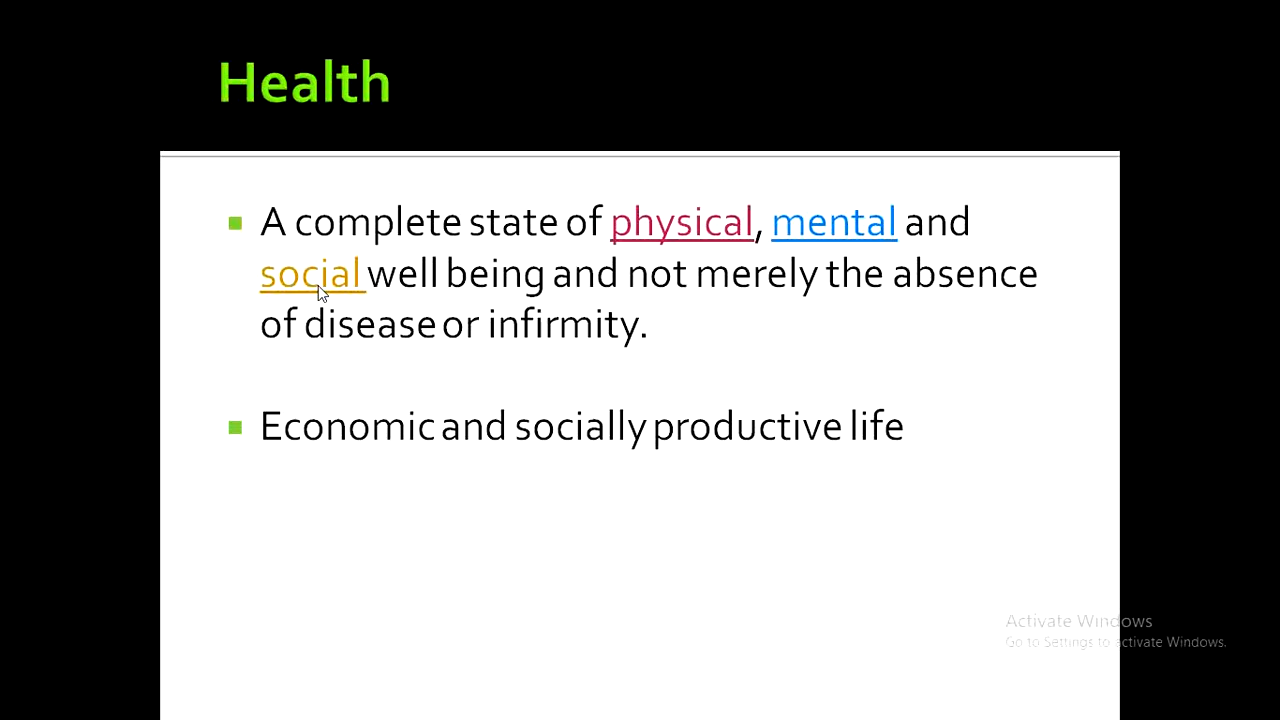 Health
A complete state of physical, mental and
social well being and not merely the absence
of disease or infirmity.
Economic and socially productive life
Activate Windows
Go to Settings to activate Windows.